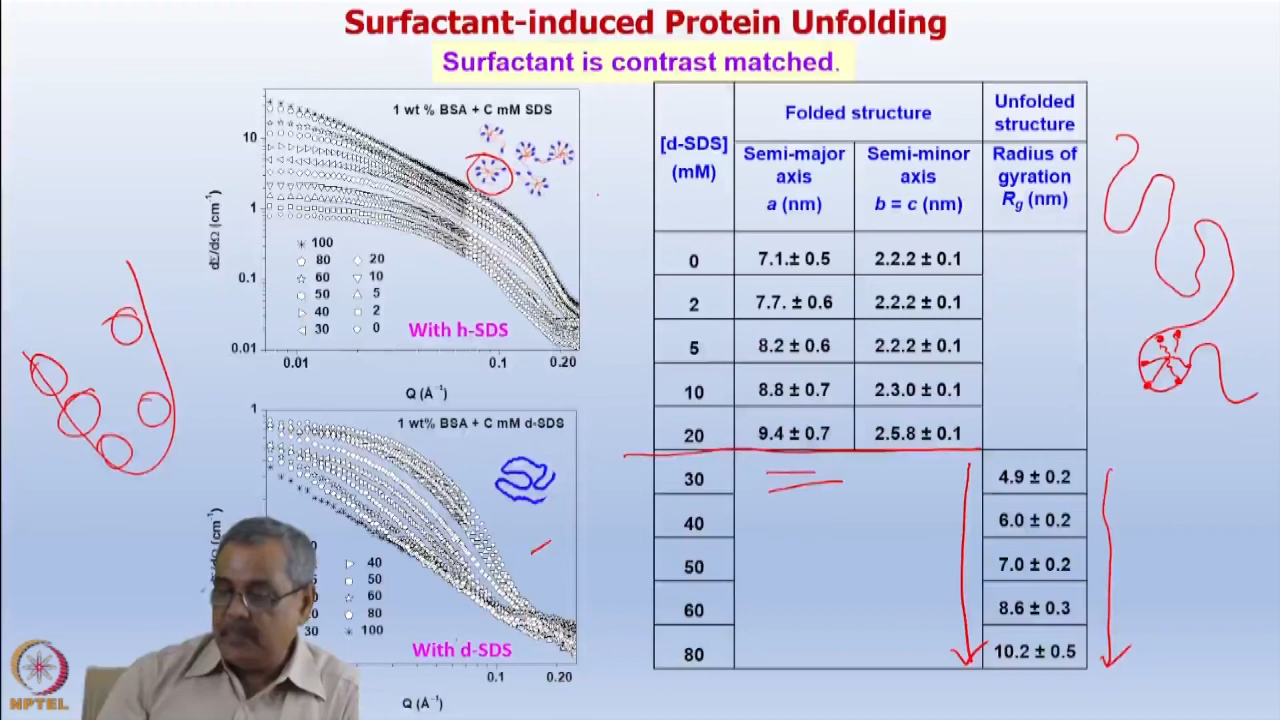 Surfactant-induced Protein Unfolding
Surfactant is contrast matched.
1 wt % BSA + C mM SDS
dΣ/dΩ (cm⁻¹)
10
1
0.1
0.01
100
80
60
50
40
30
20
10
5
2
0
With h-SDS
0.01 0.1 0.20
Q (Å⁻¹)
1
1 wt% BSA + C mM d-SDS
(cm⁻¹)
30
40
50
60
80
100
With d-SDS
0.1 0.20
Q (Å⁻¹)
[d-SDS]
(mM)
Folded structure
Unfolded
structure
Semi-major
axis
a (nm)
Semi-minor
axis
b = c (nm)
Radius of
gyration
Rg (nm)
0 7.1.± 0.5 2.2.2 ± 0.1
2 7.7. ± 0.6 2.2.2 ± 0.1
5 8.2 ± 0.6 2.2.2 ± 0.1
10 8.8 ± 0.7 2.3.0 ± 0.1
20 9.4 ± 0.7 2.5.8 ± 0.1
30 4.9 ± 0.2
40 6.0 ± 0.2
50 7.0 ± 0.2
60 8.6 ± 0.3
80 10.2 ± 0.5
NPTEL